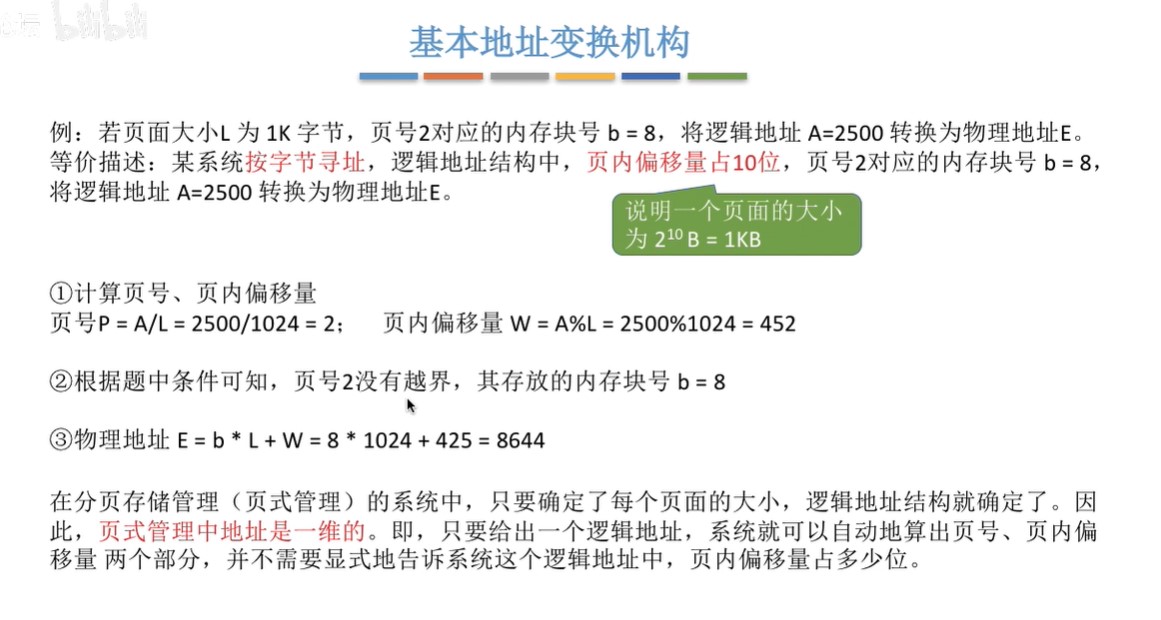 基本地址变换机构
例：若页面大小L 为 1K 字节，页号2对应的内存块号 b = 8，将逻辑地址 A=2500 转换为物理地址E。
等价描述：某系统按字节寻址，逻辑地址结构中，页内偏移量占10位，页号2对应的内存块号 b = 8，
将逻辑地址 A=2500 转换为物理地址E。
说明一个页面的大小
为 2¹⁰ B = 1KB
①计算页号、页内偏移量
页号P = A/L = 2500/1024 = 2； 页内偏移量 W = A%L = 2500%1024 = 452
②根据题中条件可知，页号2没有越界，其存放的内存块号 b = 8
③物理地址 E = b * L + W = 8 * 1024 + 425 = 8644
在分页存储管理（页式管理）的系统中，只要确定了每个页面的大小，逻辑地址结构就确定了。因
此，页式管理中地址是一维的。即，只要给出一个逻辑地址，系统就可以自动地算出页号、页内偏
移量 两个部分，并不需要显式地告诉系统这个逻辑地址中，页内偏移量占多少位。